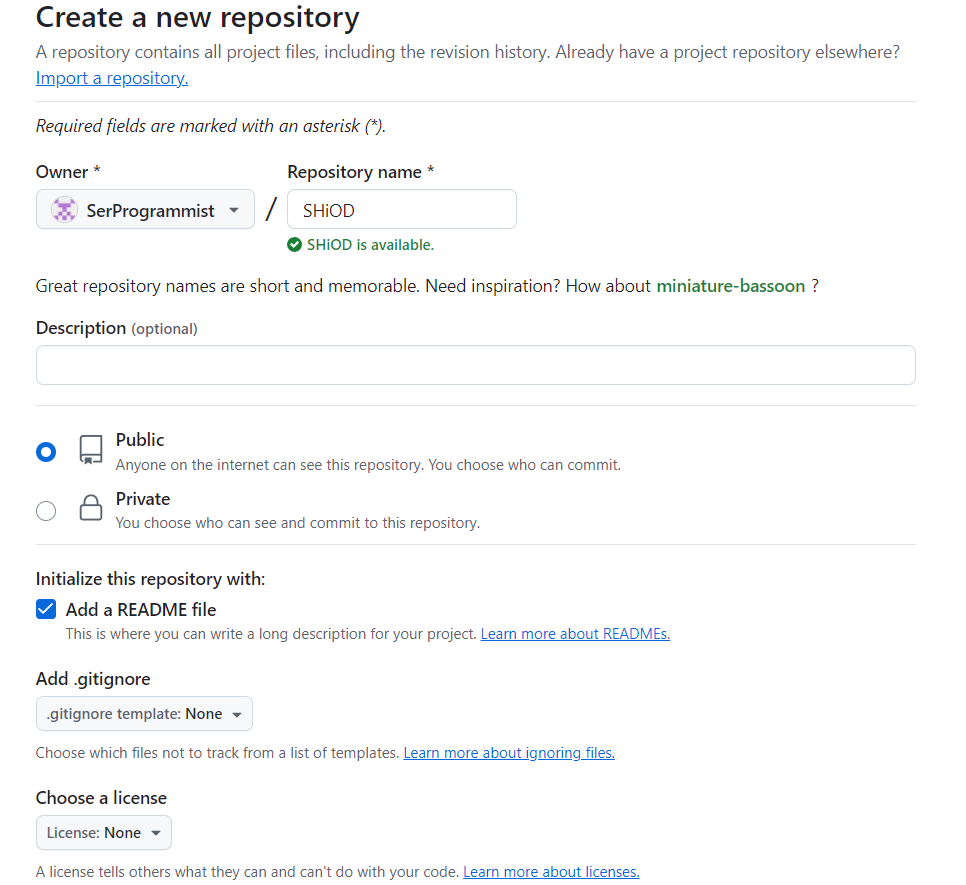 Create a new repository
A repository contains all project files, including the revision history. Already have a project repository elsewhere?
Import a repository.
Required fields are marked with an asterisk (*).
Owner *
Repository name *
SerProgrammist
/
SHiOD
SHiOD is available.
Great repository names are short and memorable. Need inspiration? How about miniature-bassoon ?
Description (optional)
Public
Anyone on the internet can see this repository. You choose who can commit.
Private
You choose who can see and commit to this repository.
Initialize this repository with:
Add a README file
This is where you can write a long description for your project. Learn more about READMEs.
Add .gitignore
.gitignore template: None
Choose which files not to track from a list of templates. Learn more about ignoring files.
Choose a license
License: None
A license tells others what they can and can't do with your code. Learn more about licenses.